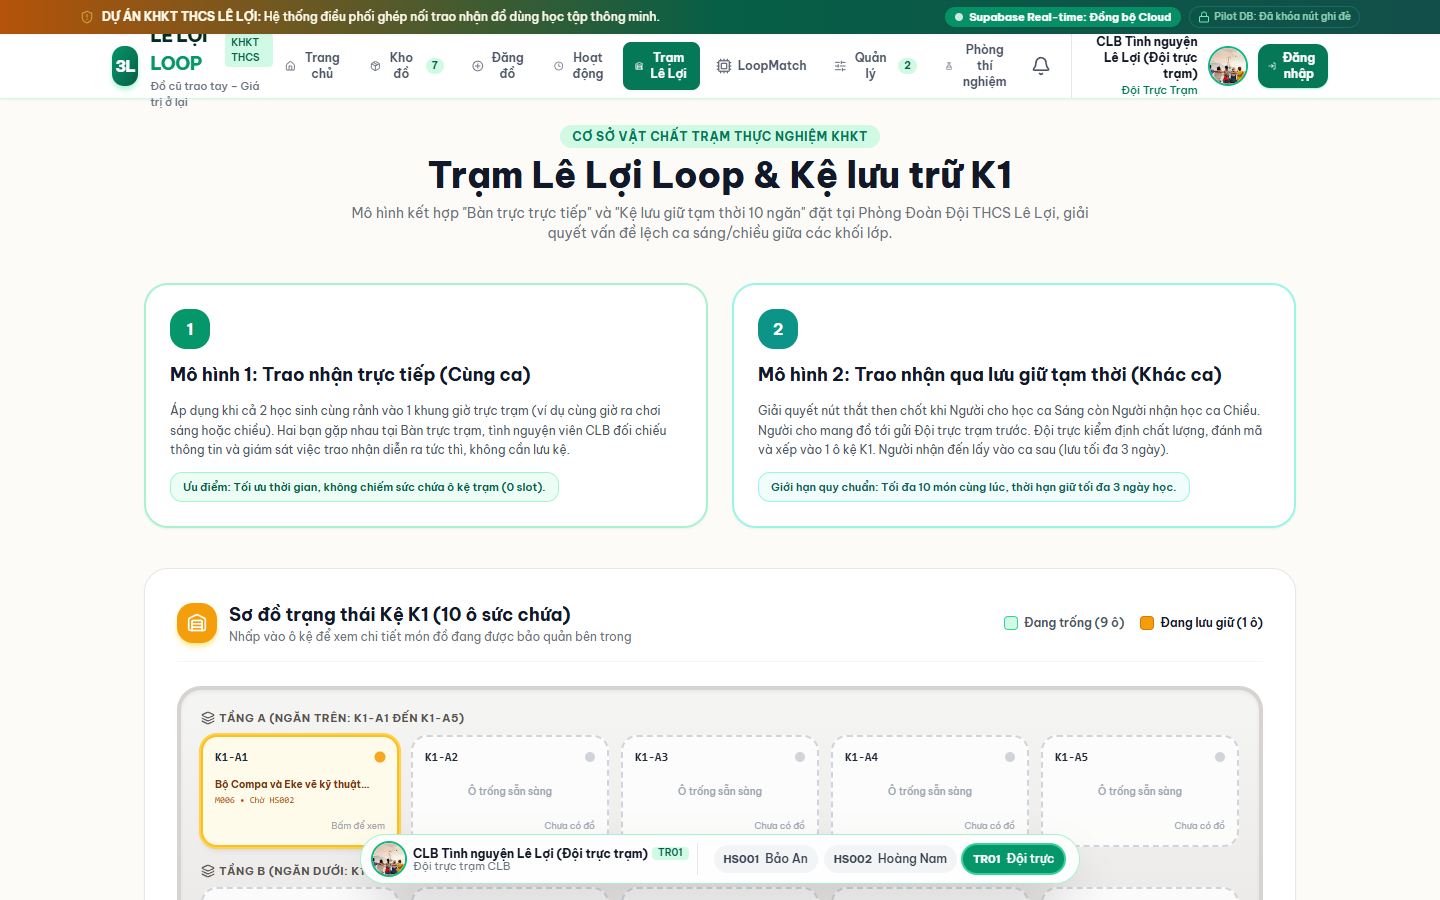 DỰ ÁN KHKT THCS LÊ LỢI: Hệ thống điều phối ghép nối trao nhận đồ dùng học tập thông minh.
Supabase Real-time: Đồng bộ Cloud
Pilot DB: Đã khóa nút ghi đè
3L
LÊ LỢI
LOOP
KHKT
THCS
Đồ cũ trao tay – Giá
trị ở lại
Trang
chủ
Kho
đồ
7
Đăng
đồ
Hoạt
động
Trạm
Lê Lợi
LoopMatch
Quản
lý
2
Phòng
thí
nghiệm
CLB Tình nguyện
Lê Lợi (Đội trực
trạm)
Đội Trực Trạm
Đăng
nhập
CƠ SỞ VẬT CHẤT TRẠM THỰC NGHIỆM KHKT
Trạm Lê Lợi Loop & Kệ lưu trữ K1
Mô hình kết hợp "Bàn trực trực tiếp" và "Kệ lưu giữ tạm thời 10 ngăn" đặt tại Phòng Đoàn Đội THCS Lê Lợi, giải
quyết vấn đề lệch ca sáng/chiều giữa các khối lớp.
1
Mô hình 1: Trao nhận trực tiếp (Cùng ca)
Áp dụng khi cả 2 học sinh cùng rảnh vào 1 khung giờ trực trạm (ví dụ cùng giờ ra chơi
sáng hoặc chiều). Hai bạn gặp nhau tại Bàn trực trạm, tình nguyện viên CLB đối chiếu
thông tin và giám sát việc trao nhận diễn ra tức thì, không cần lưu kệ.
Ưu điểm: Tối ưu thời gian, không chiếm sức chứa ô kệ trạm (0 slot).
2
Mô hình 2: Trao nhận qua lưu giữ tạm thời (Khác ca)
Giải quyết nút thắt then chốt khi Người cho học ca Sáng còn Người nhận học ca Chiều.
Người cho mang đồ tới gửi Đội trực trạm trước. Đội trực kiểm định chất lượng, đánh mã
và xếp vào 1 ô kệ K1. Người nhận đến lấy vào ca sau (lưu tối đa 3 ngày).
Giới hạn quy chuẩn: Tối đa 10 món cùng lúc, thời hạn giữ tối đa 3 ngày học.
Sơ đồ trạng thái Kệ K1 (10 ô sức chứa)
Nhấp vào ô kệ để xem chi tiết món đồ đang được bảo quản bên trong
Đang trống (9 ô)
Đang lưu giữ (1 ô)
TẦNG A (NGĂN TRÊN: K1-A1 ĐẾN K1-A5)
K1-A1
Bộ Compa và Eke vẽ kỹ thuật...
M006 • Chờ HS002
Bấm để xem
K1-A2
Ô trống sẵn sàng
Chưa có đồ
K1-A3
Ô trống sẵn sàng
Chưa có đồ
K1-A4
Ô trống sẵn sàng
Chưa có đồ
K1-A5
Ô trống sẵn sàng
Chưa có đồ
CLB Tình nguyện Lê Lợi (Đội trực trạm)
TR01
Đội trực trạm CLB
HS001 Bảo An
HS002 Hoàng Nam
TR01 Đội trực
TẦNG B (NGĂN DƯỚI: